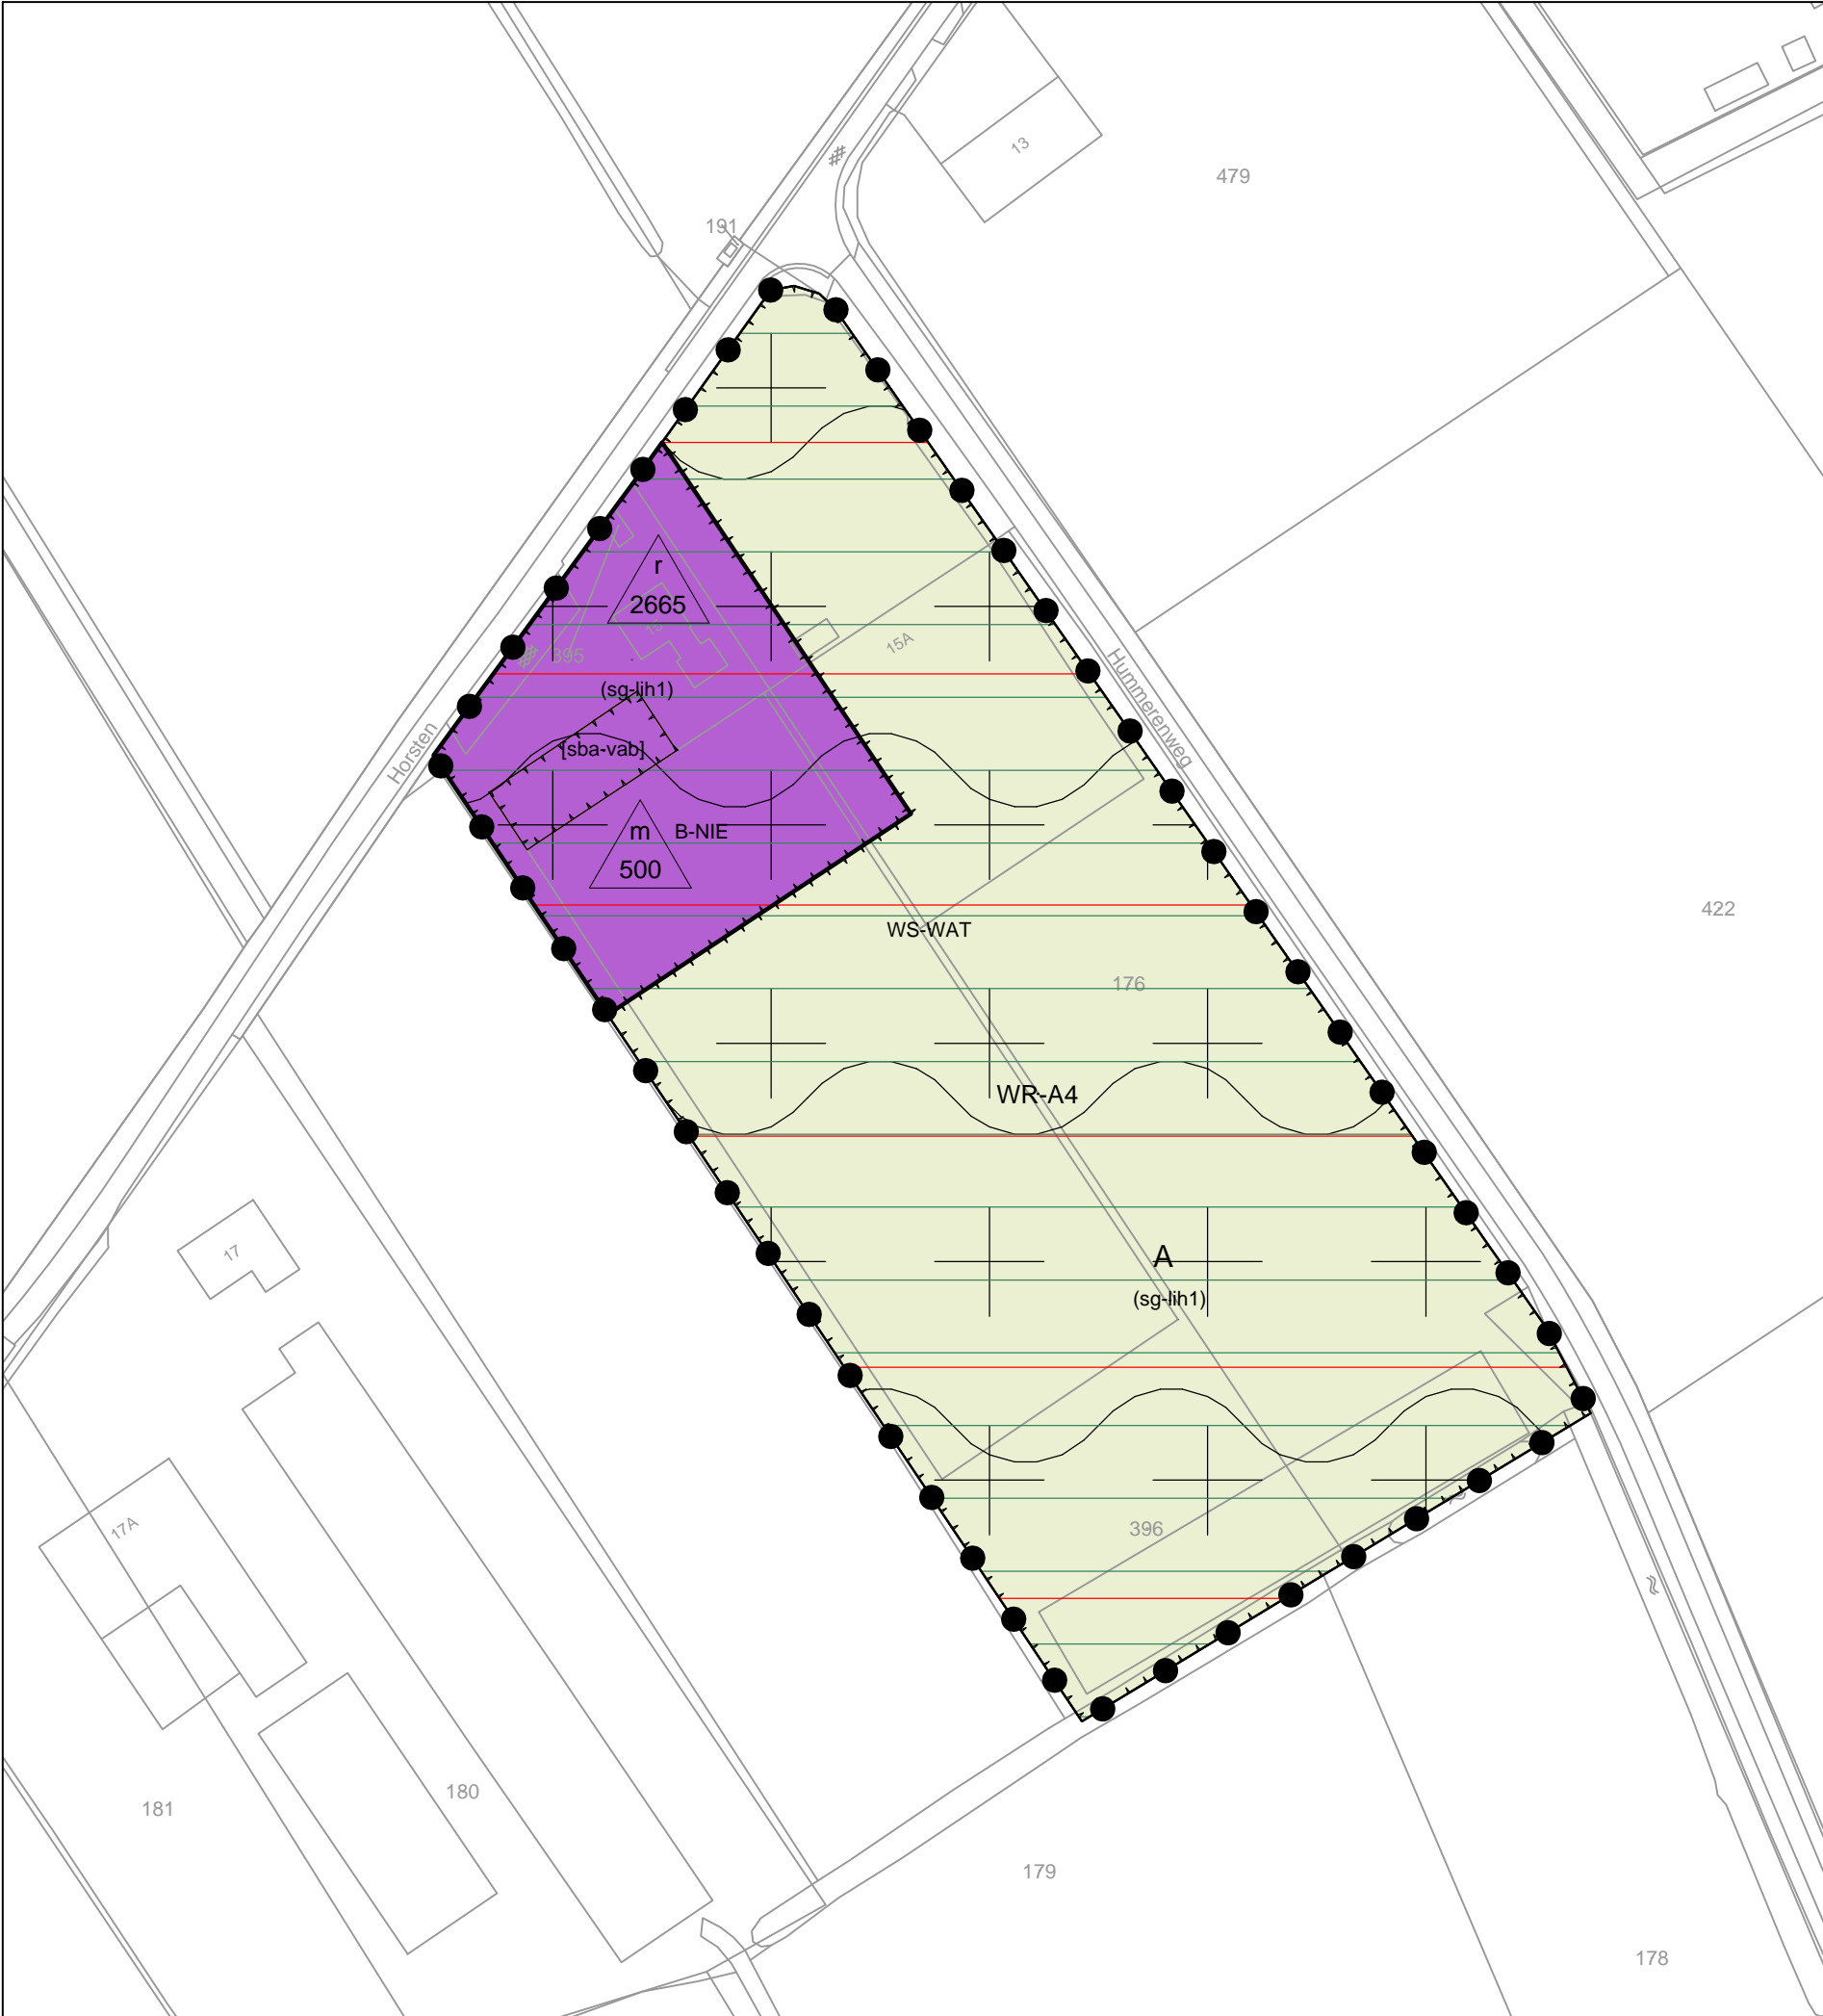 13
479
191
r
2665
15
395
15A
(sg-lih1)
Hummerenweg
Horsten
[sba-vab]
m
B-NIE
500
422
WS-WAT
176
WR-A4
17
A
(sg-lih1)
17A
396
180
181
179
178